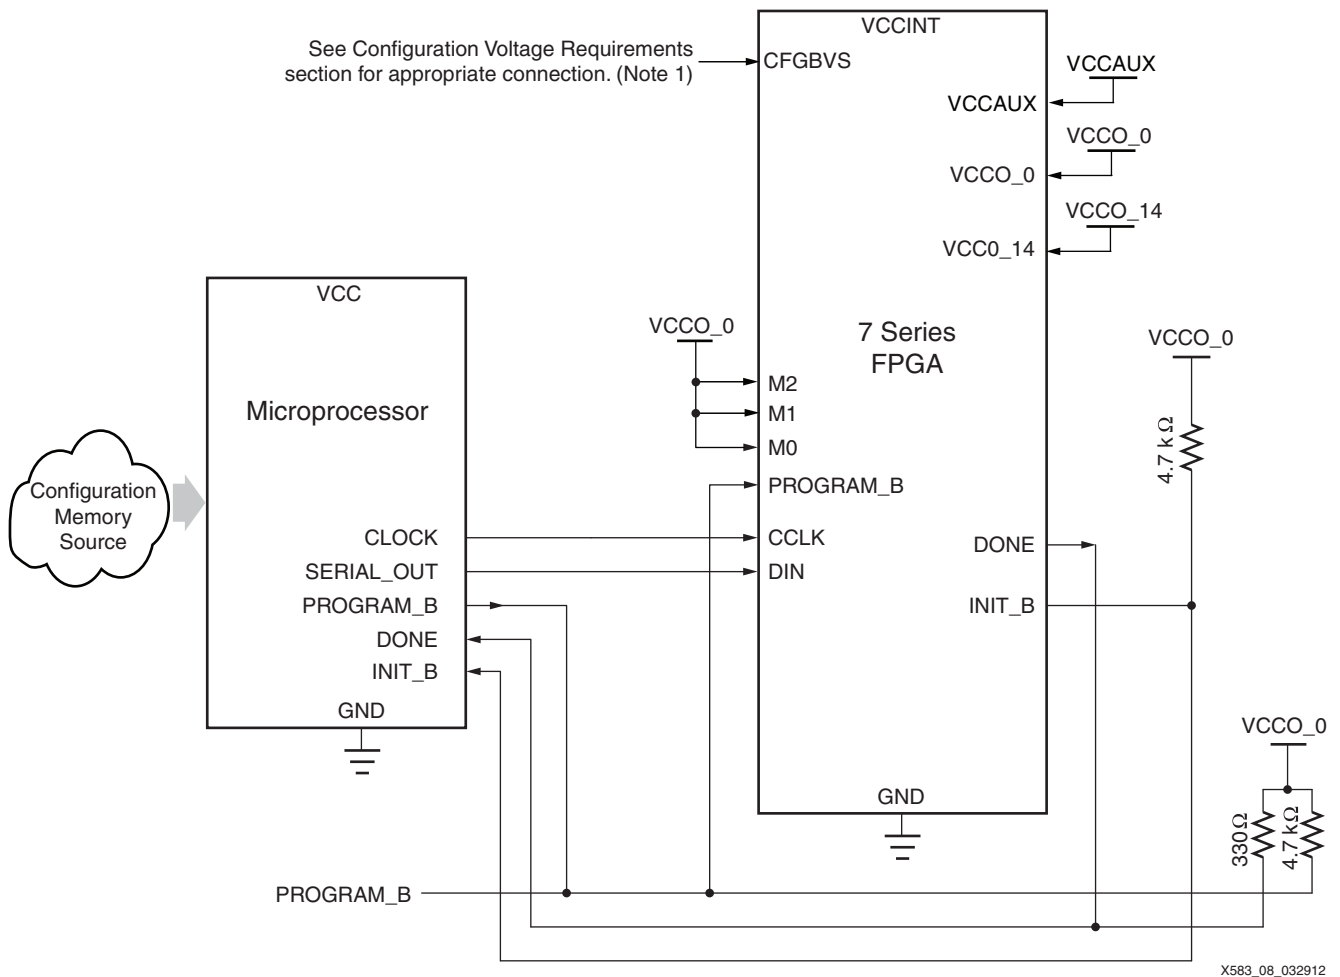 VCCINT
See Configuration Voltage Requirements
section for appropriate connection. (Note 1)
CFGBVS
VCCAUX
VCCAUX
VCCO_0
VCCO_0
VCCO_14
VCC0_14
VCC
VCCO_0
7 Series
FPGA
VCCO_0
M2
M1
M0
Microprocessor
4.7 kΩ
Configuration
Memory
Source
PROGRAM_B
CLOCK
CCLK
DONE
SERIAL_OUT
DIN
PROGRAM_B
INIT_B
DONE
INIT_B
GND
VCCO_0
GND
330Ω
4.7 kΩ
PROGRAM_B
X583_08_032912